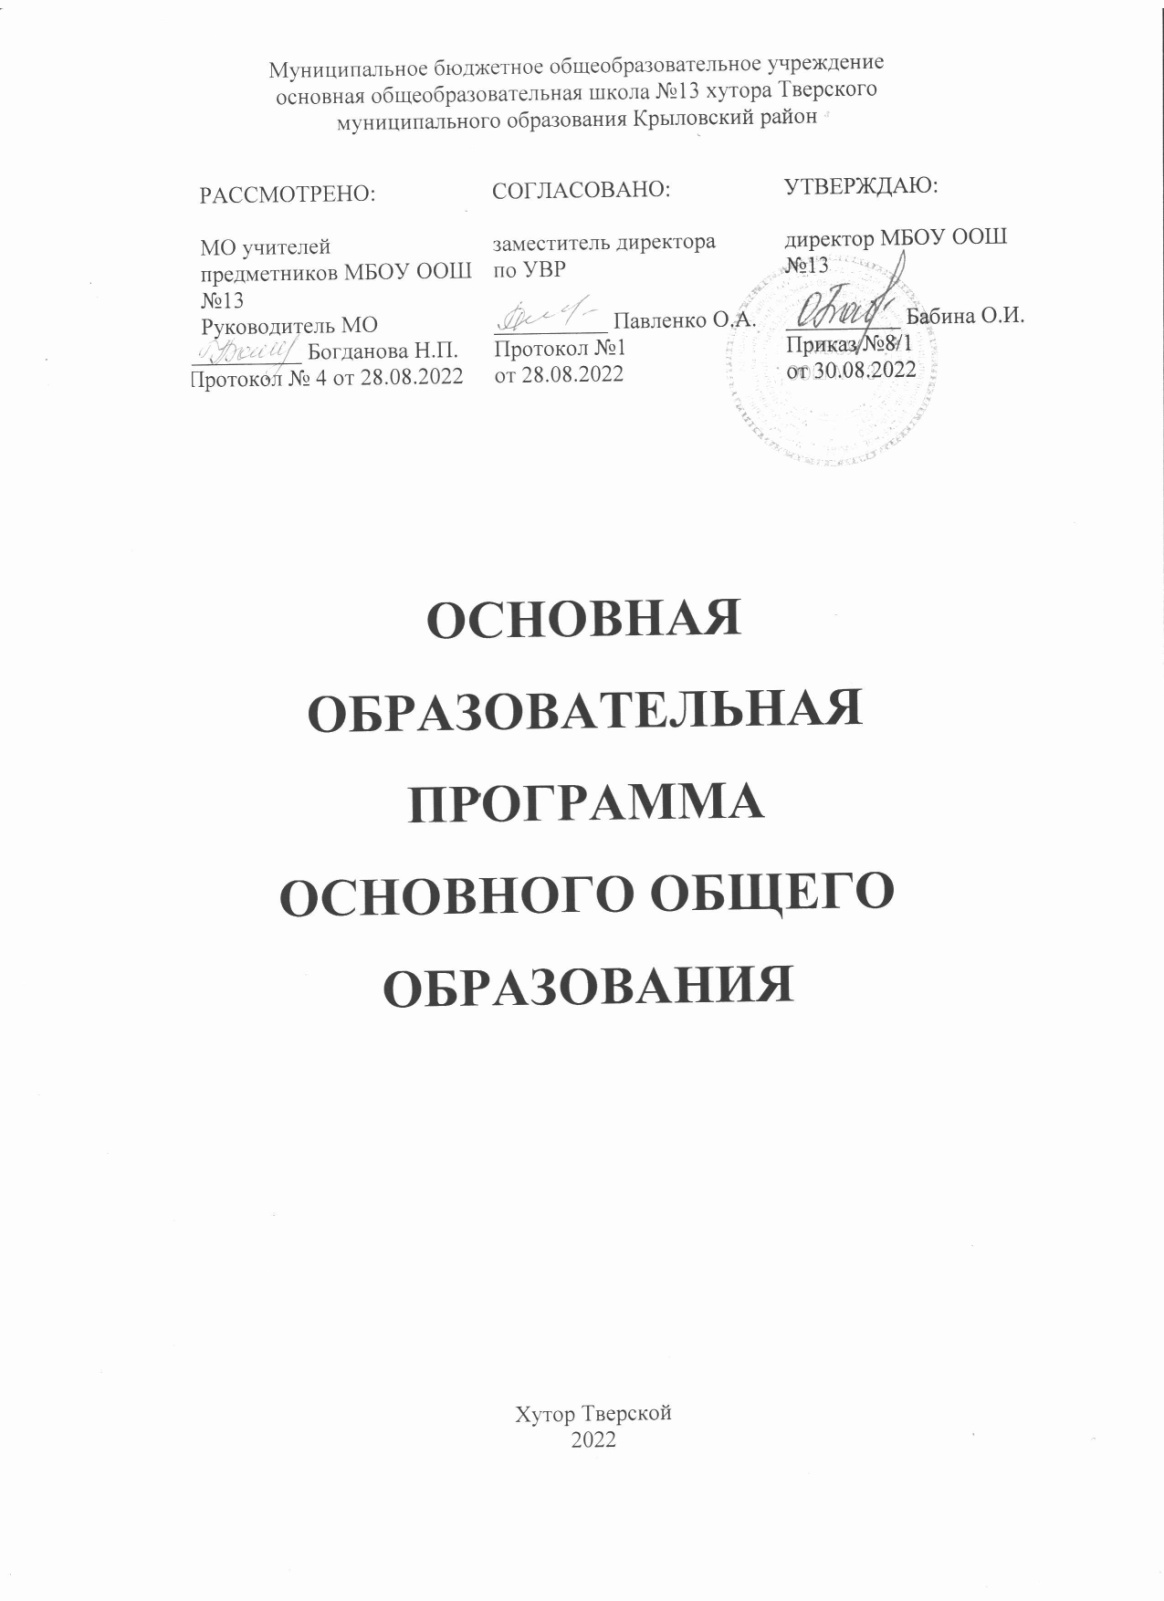 Муниципальное бюджетное общеобразовательное учреждение
основная общеобразовательная школа №13 хутора Тверского
муниципального образования Крыловский район
РАССМОТРЕНО:
МО учителей
предметников МБОУ ООШ
№13
Руководитель МО
Богданова Н.П.
Протокол № 4 от 28.08.2022
СОГЛАСОВАНО:
заместитель директора
по УВР
Павленко О.А.
Протокол №1
от 28.08.2022
УТВЕРЖДАЮ:
директор МБОУ ООШ
№13
Бабина О.И.
Приказ №8/1
от 30.08.2022
ОСНОВНАЯ
ОБРАЗОВАТЕЛЬНАЯ
ПРОГРАММА
ОСНОВНОГО ОБЩЕГО
ОБРАЗОВАНИЯ
Хутор Тверской
2022